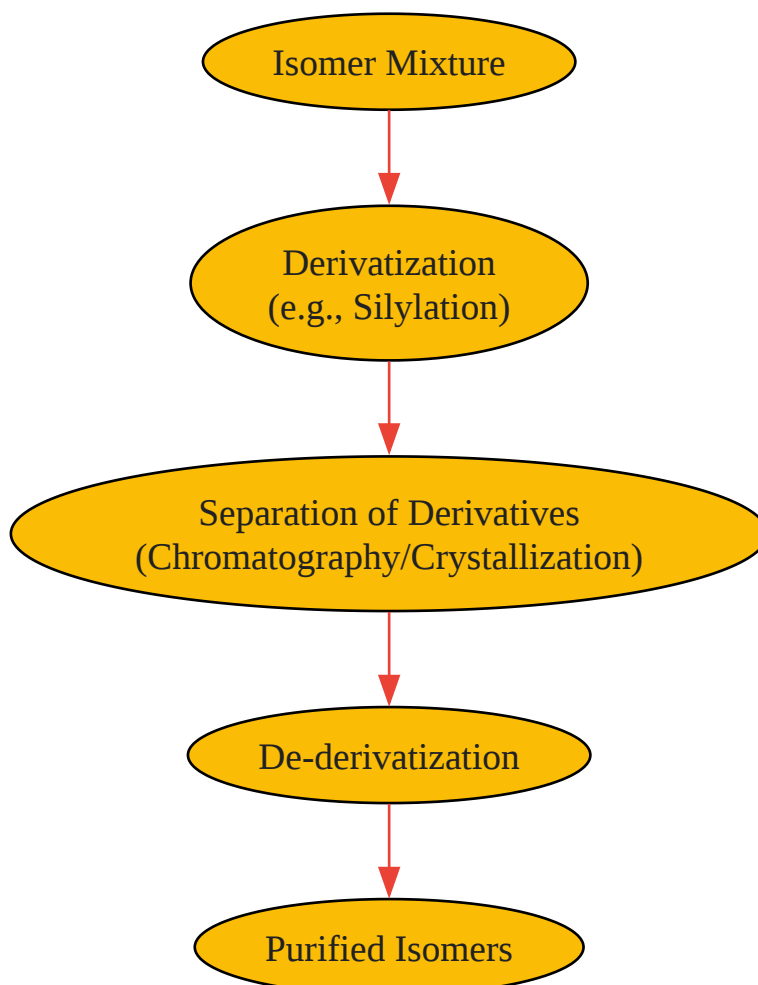 Isomer Mixture
Derivatization
(e.g., Silylation)
Separation of Derivatives
(Chromatography/Crystallization)
De-derivatization
Purified Isomers